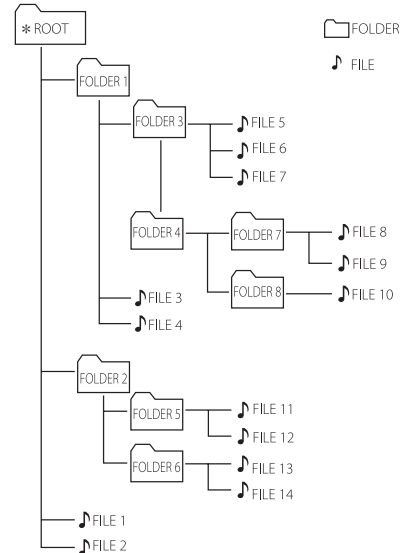 * ROOT
FOLDER
FILE
FOLDER 1
FOLDER 3
FILE 5
FILE 6
FILE 7
FOLDER 4
FOLDER 7
FILE 8
FILE 9
FOLDER 8
FILE 10
FILE 3
FILE 4
FOLDER 2
FOLDER 5
FILE 11
FILE 12
FOLDER 6
FILE 13
FILE 14
FILE 1
FILE 2